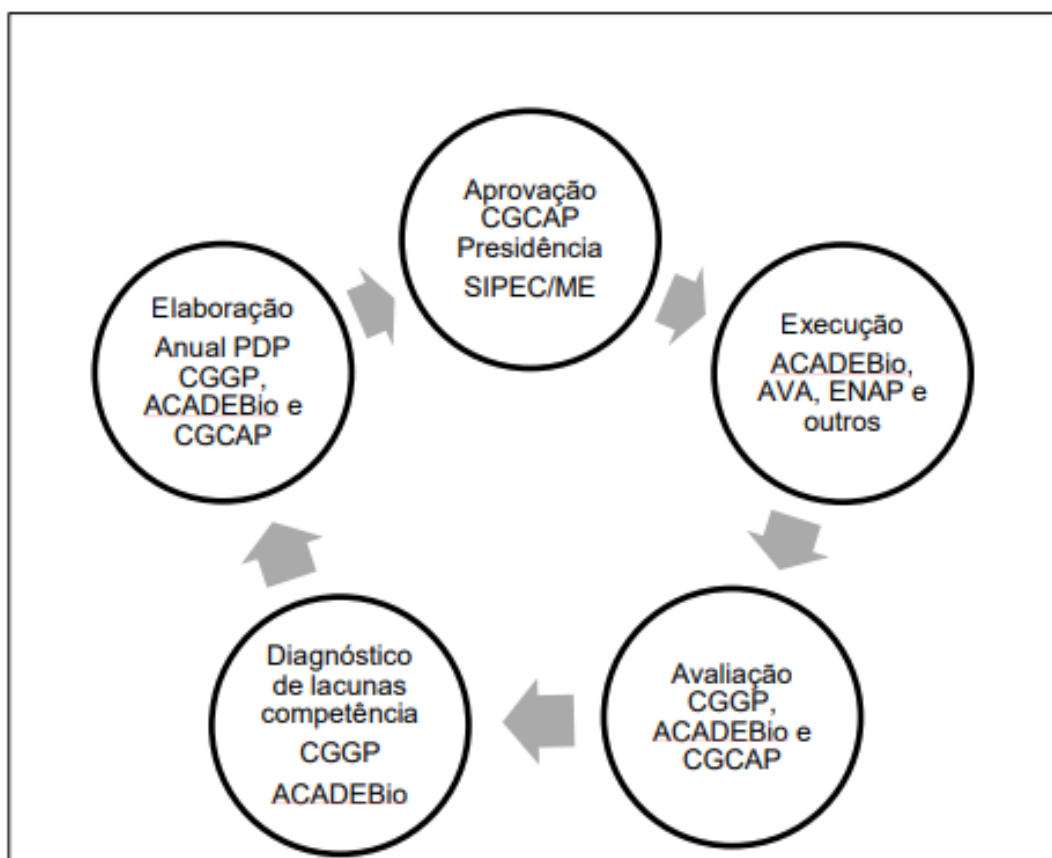 Aprovação
CGCAP
Presidência
SIPEC/ME
Execução
ACADEBio,
AVA, ENAP e
outros
Avaliação
CGGP,
ACADEBio e
CGCAP
Diagnóstico
de lacunas
competência
CGGP
ACADEBio
Elaboração
Anual PDP
CGGP,
ACADEBio e
CGCAP